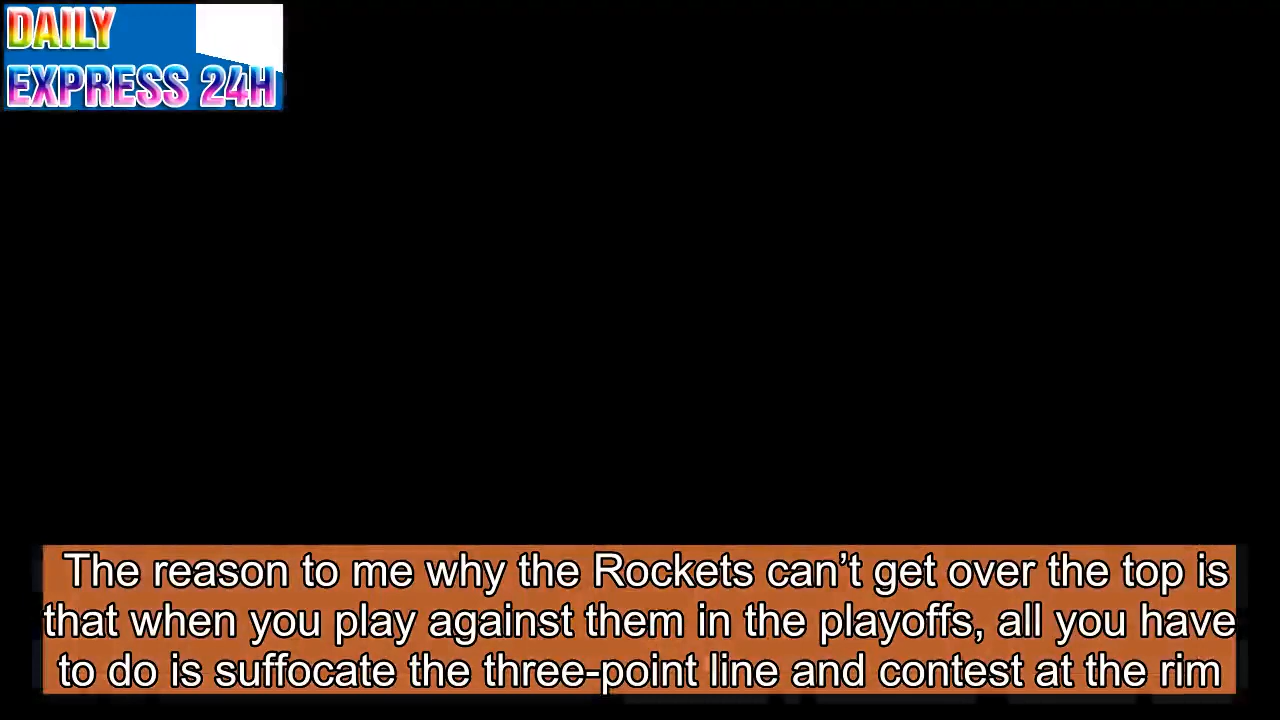 DAILY
EXPRESS 24H
The reason to me why the Rockets can’t get over the top is
that when you play against them in the playoffs, all you have
to do is suffocate the three-point line and contest at the rim